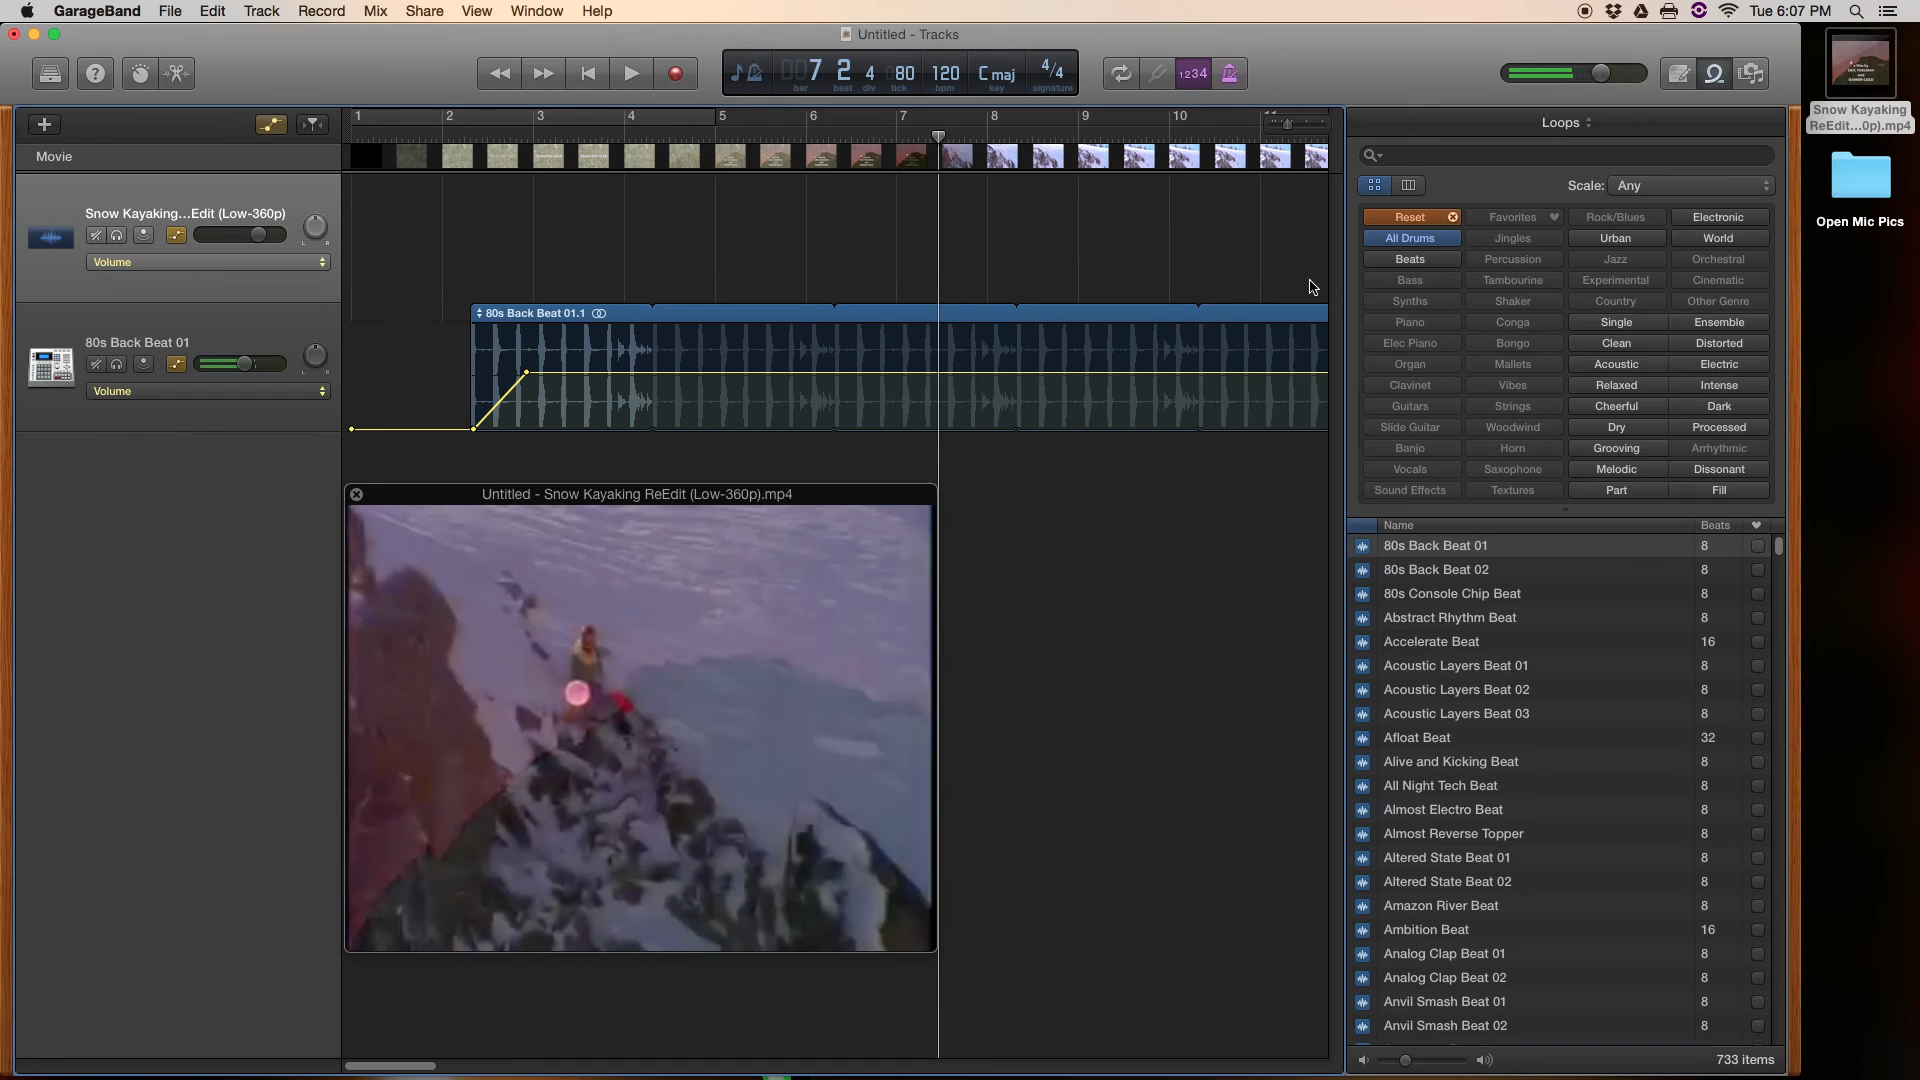 GarageBand File Edit Track Record Mix Share View Window Help Tue 6:07 PM
Untitled - Tracks
7 2 4 80 120 C maj 4/4
bar beat div tick bpm key signature
1234
1 2 3 4 5 6 7 8 9 10 11
Movie
Snow Kayaking...Edit (Low-360p)
L R
Volume
80s Back Beat 01
L R
Volume
80s Back Beat 01.1
Untitled - Snow Kayaking ReEdit (Low-360p).mp4
Loops
Scale: Any
Reset Favorites Rock/Blues Electronic
All Drums Jingles Urban World
Beats Percussion Jazz Orchestral
Bass Tambourine Experimental Cinematic
Synths Shaker Country Other Genre
Piano Conga Single Ensemble
Elec Piano Bongo Clean Distorted
Organ Mallets Acoustic Electric
Clavinet Vibes Relaxed Intense
Guitars Strings Cheerful Dark
Slide Guitar Woodwind Dry Processed
Banjo Horn Grooving Arrhythmic
Vocals Saxophone Melodic Dissonant
Sound Effects Textures Part Fill
Name Beats
80s Back Beat 01 8
80s Back Beat 02 8
80s Console Chip Beat 8
Abstract Rhythm Beat 8
Accelerate Beat 16
Acoustic Layers Beat 01 8
Acoustic Layers Beat 02 8
Acoustic Layers Beat 03 8
Afloat Beat 32
Alive and Kicking Beat 8
All Night Tech Beat 8
Almost Electro Beat 8
Almost Reverse Topper 8
Altered State Beat 01 8
Altered State Beat 02 8
Amazon River Beat 8
Ambition Beat 16
Analog Clap Beat 01 8
Analog Clap Beat 02 8
Anvil Smash Beat 01 8
Anvil Smash Beat 02 8
733 items
Snow Kayaking
ReEdit...0p).mp4
Open Mic Pics